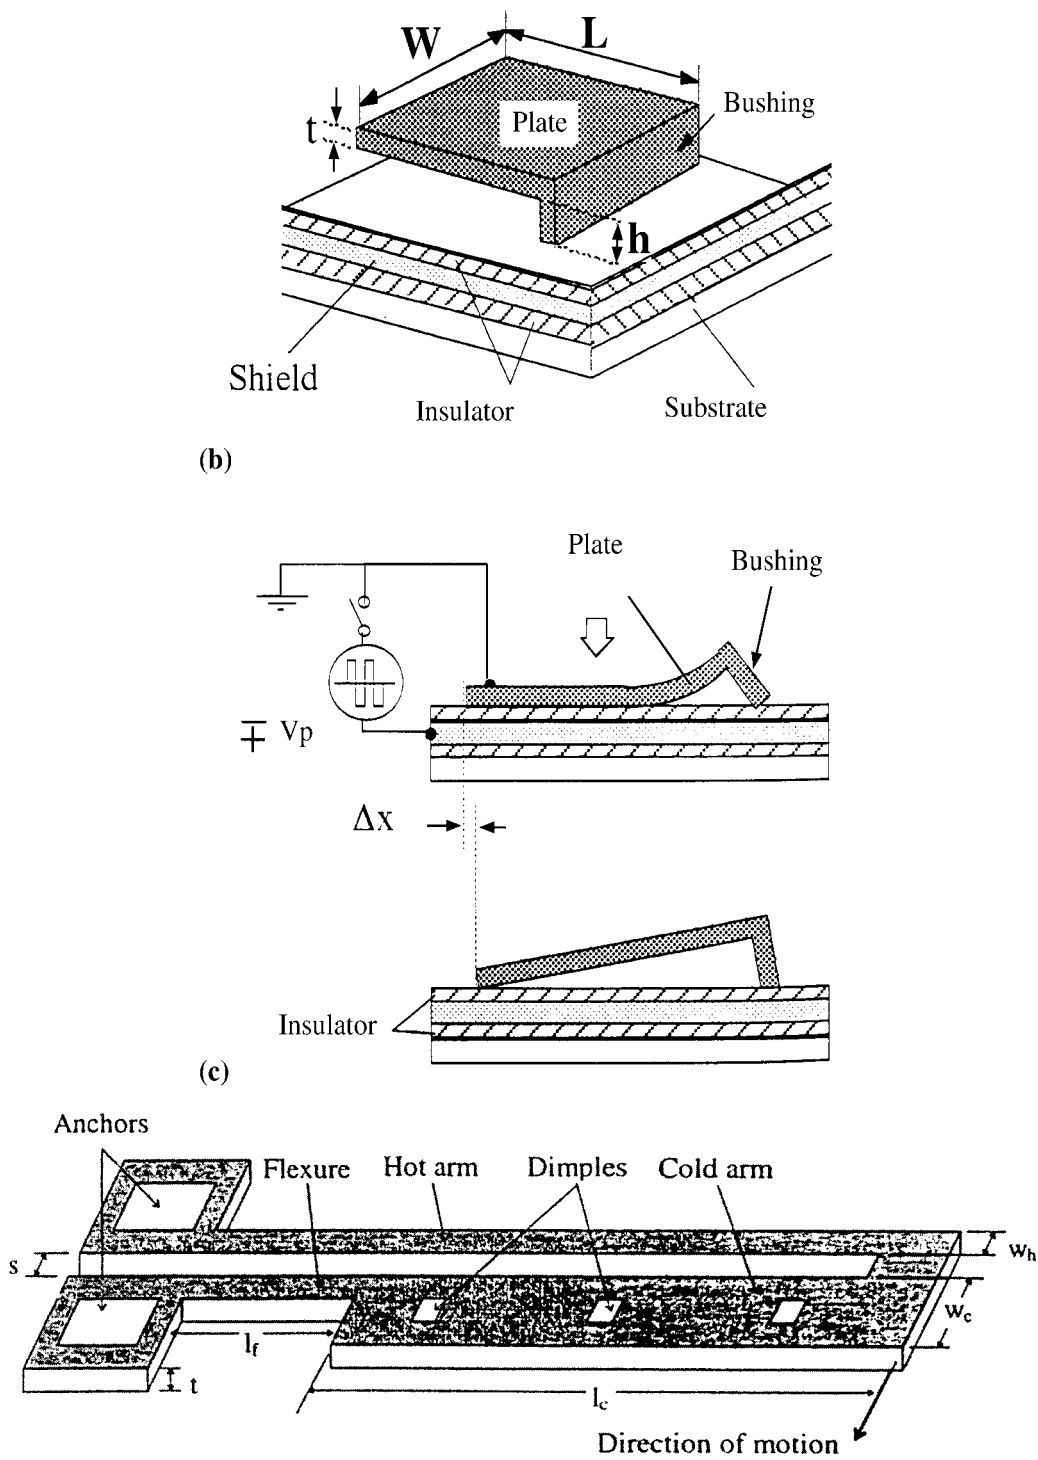 W
L
t
Plate
Bushing
h
Shield
Insulator
Substrate
(b)
Plate
Bushing
∓ Vp
Δx
Insulator
(c)
Anchors
Flexure
Hot arm
Dimples
Cold arm
s
wh
wc
lf
t
lc
Direction of motion